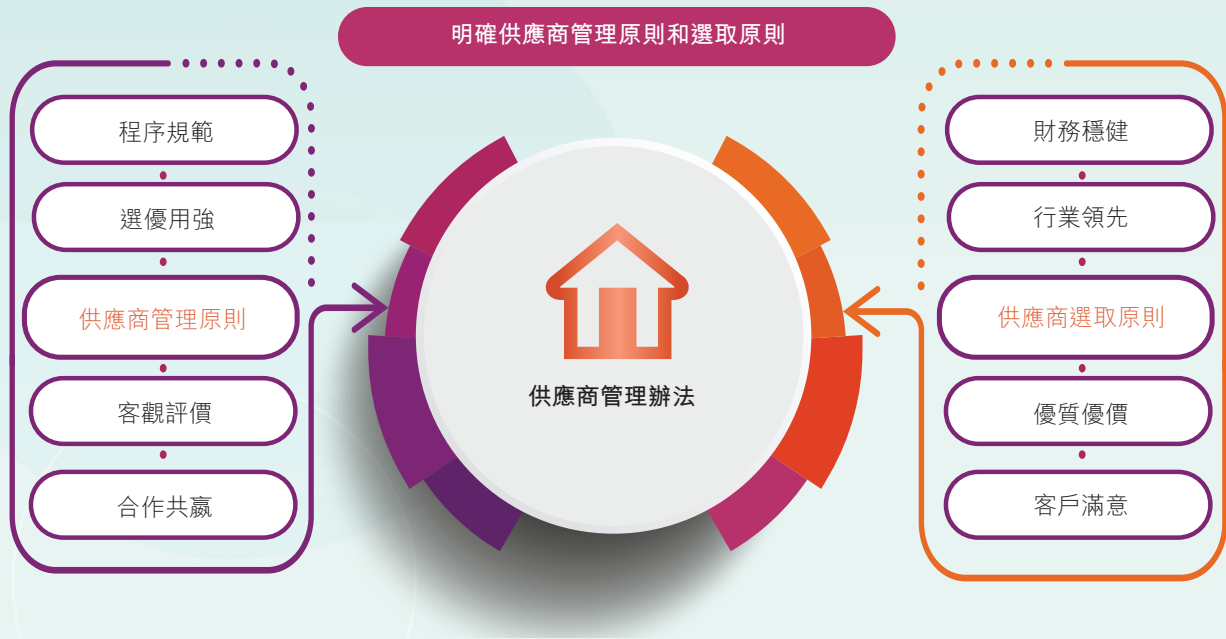 明確供應商管理原則和選取原則
程序規範
選優用強
供應商管理原則
客觀評價
合作共嬴
供應商管理辦法
財務穩健
行業領先
供應商選取原則
優質優價
客戶滿意